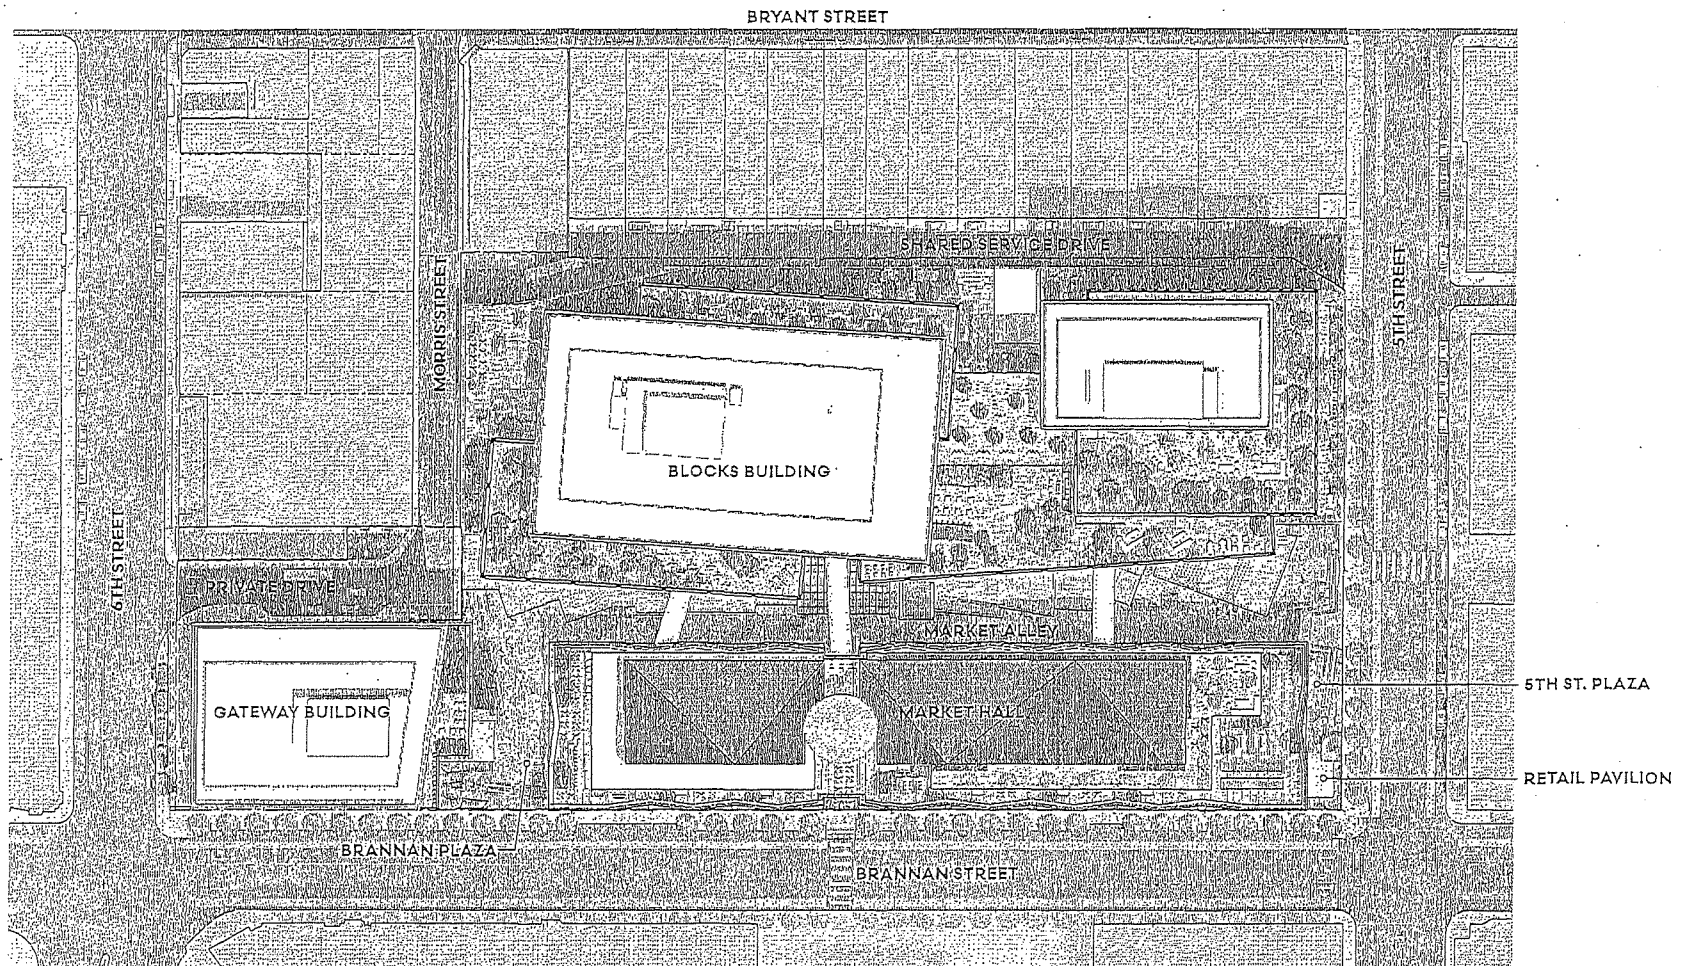 BRYANT STREET
SHARED SERVICE DRIVE
MORRIS STREET
5TH STREET
BLOCKS BUILDING
6TH STREET
PRIVATE DRIVE
MARKET ALLEY
5TH ST. PLAZA
GATEWAY BUILDING
MARKET HALL
RETAIL PAVILION
BRANNAN PLAZA
BRANNAN STREET